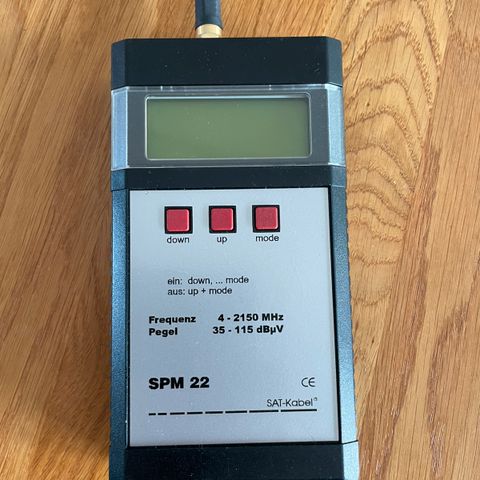 down up mode
ein: down, ... mode
aus: up + mode
Frequenz 4 - 2150 MHz
Pegel 35 - 115 dBµV
SPM 22 CE
SAT-Kabel